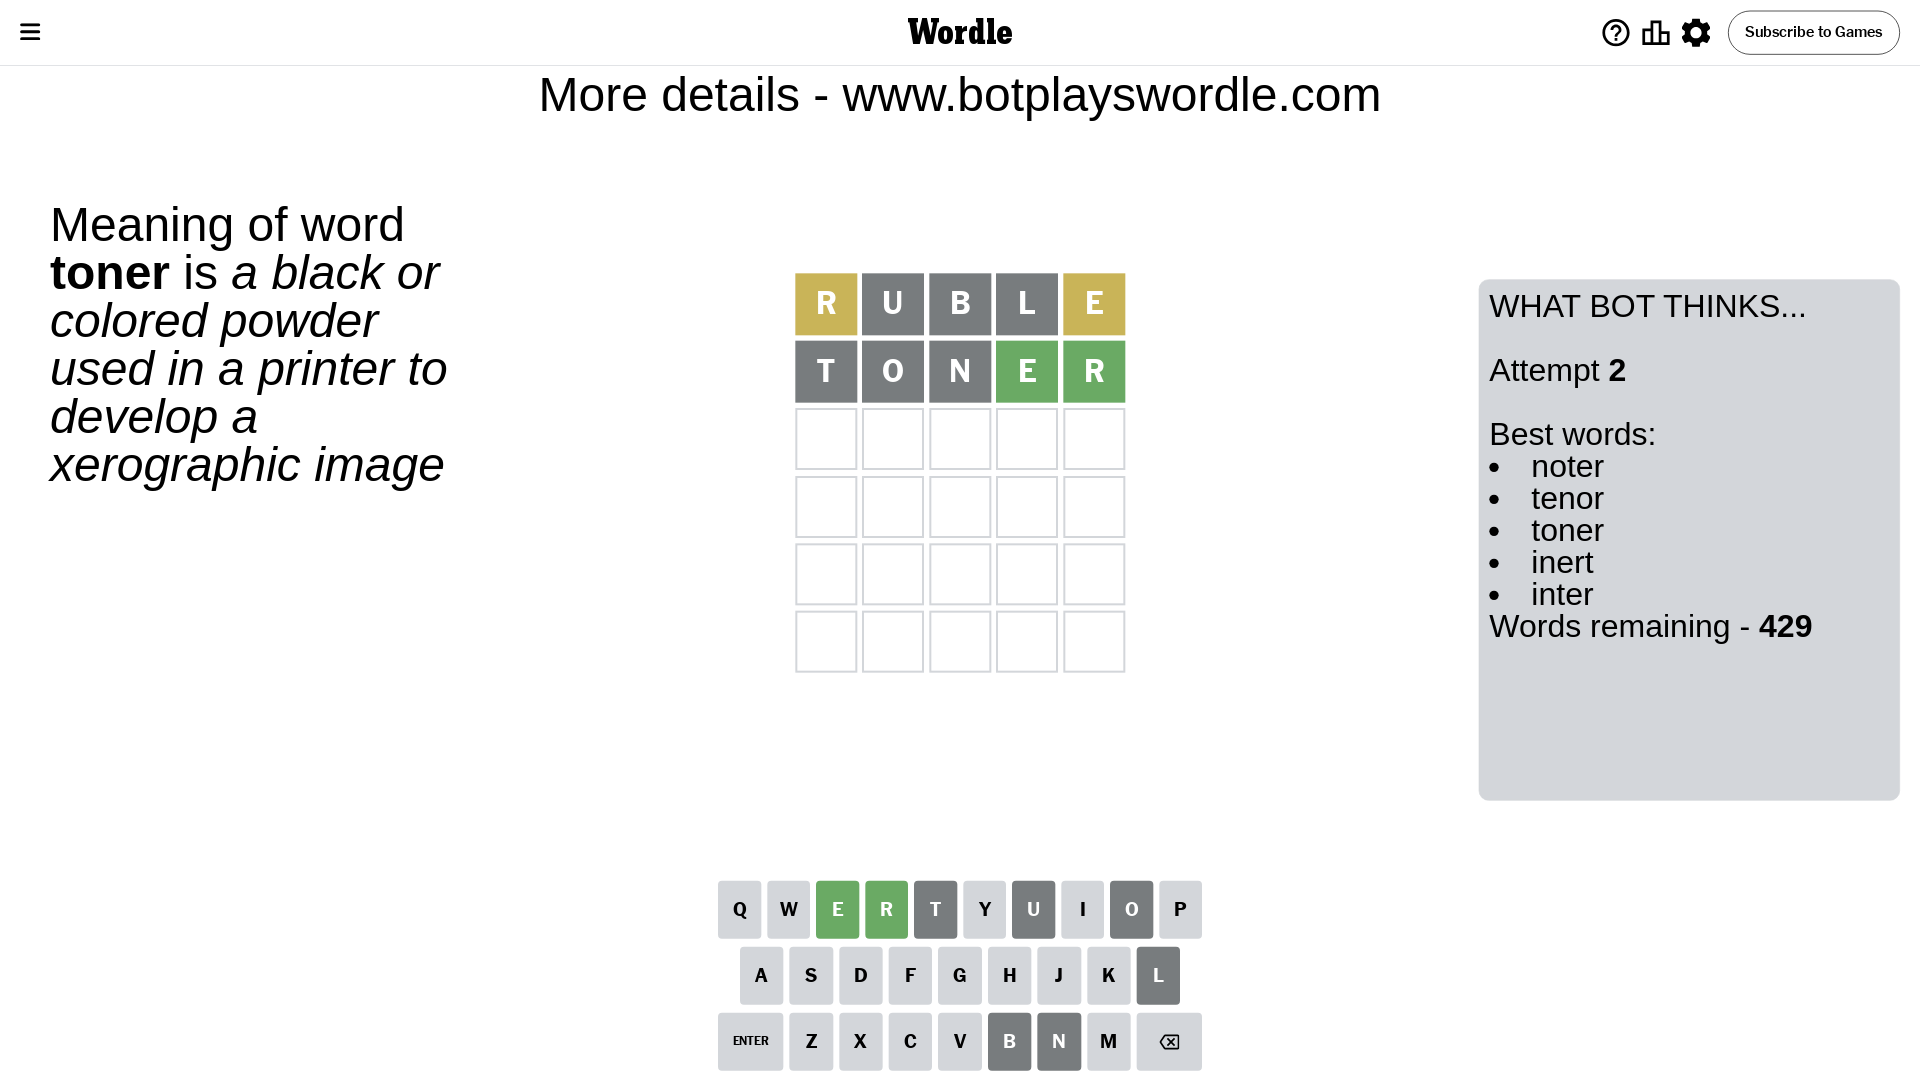 Wordle
Subscribe to Games
More details - www.botplayswordle.com
Meaning of word
toner is a black or
colored powder
used in a printer to
develop a
xerographic image
R U B L E
T O N E R
WHAT BOT THINKS...
Attempt 2
Best words:
• noter
• tenor
• toner
• inert
• inter
Words remaining - 429
Q W E R T Y U I O P
A S D F G H J K L
ENTER Z X C V B N M